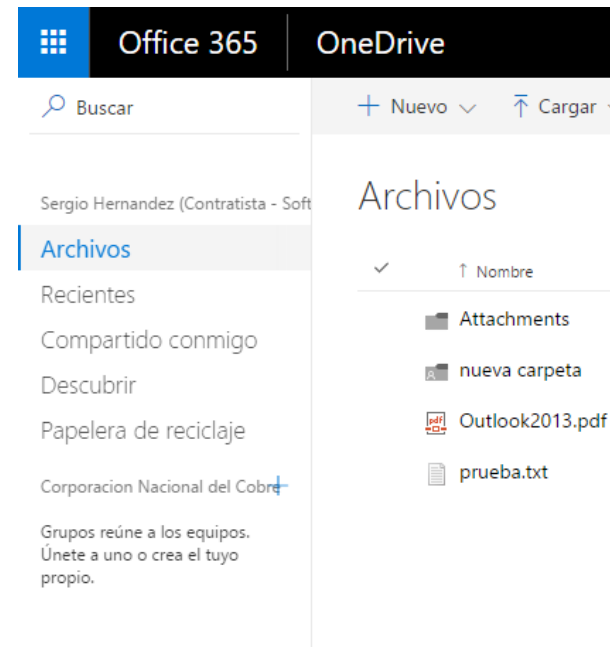 Office 365
OneDrive
Buscar
Nuevo
Cargar
Sergio Hernandez (Contratista - Soft
Archivos
Recientes
Compartido conmigo
Descubrir
Papelera de reciclaje
Corporacion Nacional del Cobre
Grupos reúne a los equipos.
Únete a uno o crea el tuyo
propio.
Archivos
Nombre
Attachments
nueva carpeta
pdf
Outlook2013.pdf
prueba.txt